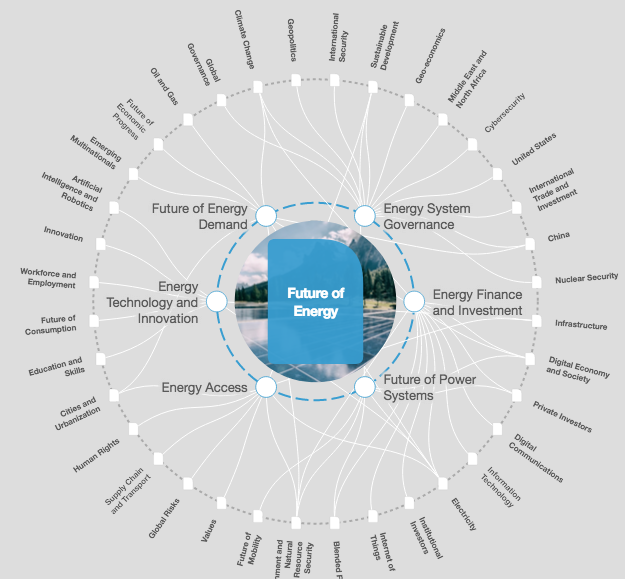 Climate Change
Geopolitics
International
Security
Sustainable
Development
Geo-economics
Middle East and
North Africa
Cybersecurity
United States
International
Trade and
Investment
China
Nuclear Security
Infrastructure
Digital Economy
and Society
Private Investors
Digital
Communications
Information
Technology
Electricity
Institutional
Investors
Internet of
Things
Blended F
Natural
Resource
Security
Future of
Mobility
Values
Global Risks
Supply Chain
and Transport
Human Rights
Cities and
Urbanization
Education and
Skills
Future of
Consumption
Workforce and
Employment
Innovation
Artificial
Intelligence and
Robotics
Emerging
Multinationals
Future of
Economic
Progress
Oil and Gas
Global
Governance
Future of Energy
Demand
Energy System
Governance
Energy
Technology and
Innovation
Future of
Energy
Energy Finance
and Investment
Energy Access
Future of Power
Systems